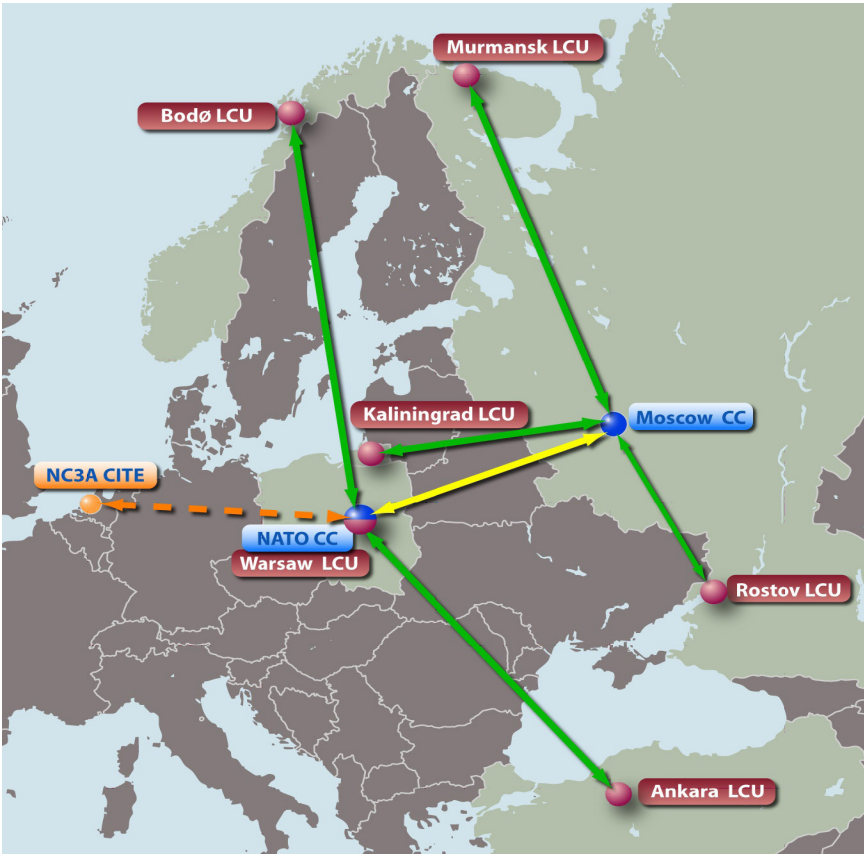 Murmansk LCU
Bodø LCU
Kaliningrad LCU
Moscow CC
NC3A CITE
NATO CC
Warsaw LCU
Rostov LCU
Ankara LCU